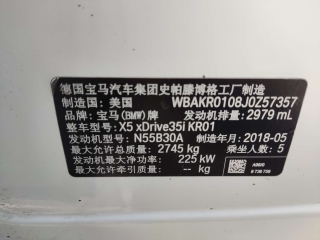 德国宝马汽车集团史帕滕博格工厂制造
制造国：美国 WBAKR0108J0Z57357
品牌：宝马(BMW)牌 发动机排量：2979 mL
整车型号：X5 xDrive35i KR01
发动机型号：N55B30A 制造年月：2018-05
最大允许总质量：2745 kg 乘坐人数：5
发动机最大净功率：225 kW
最大允许牵引质量：-- kg